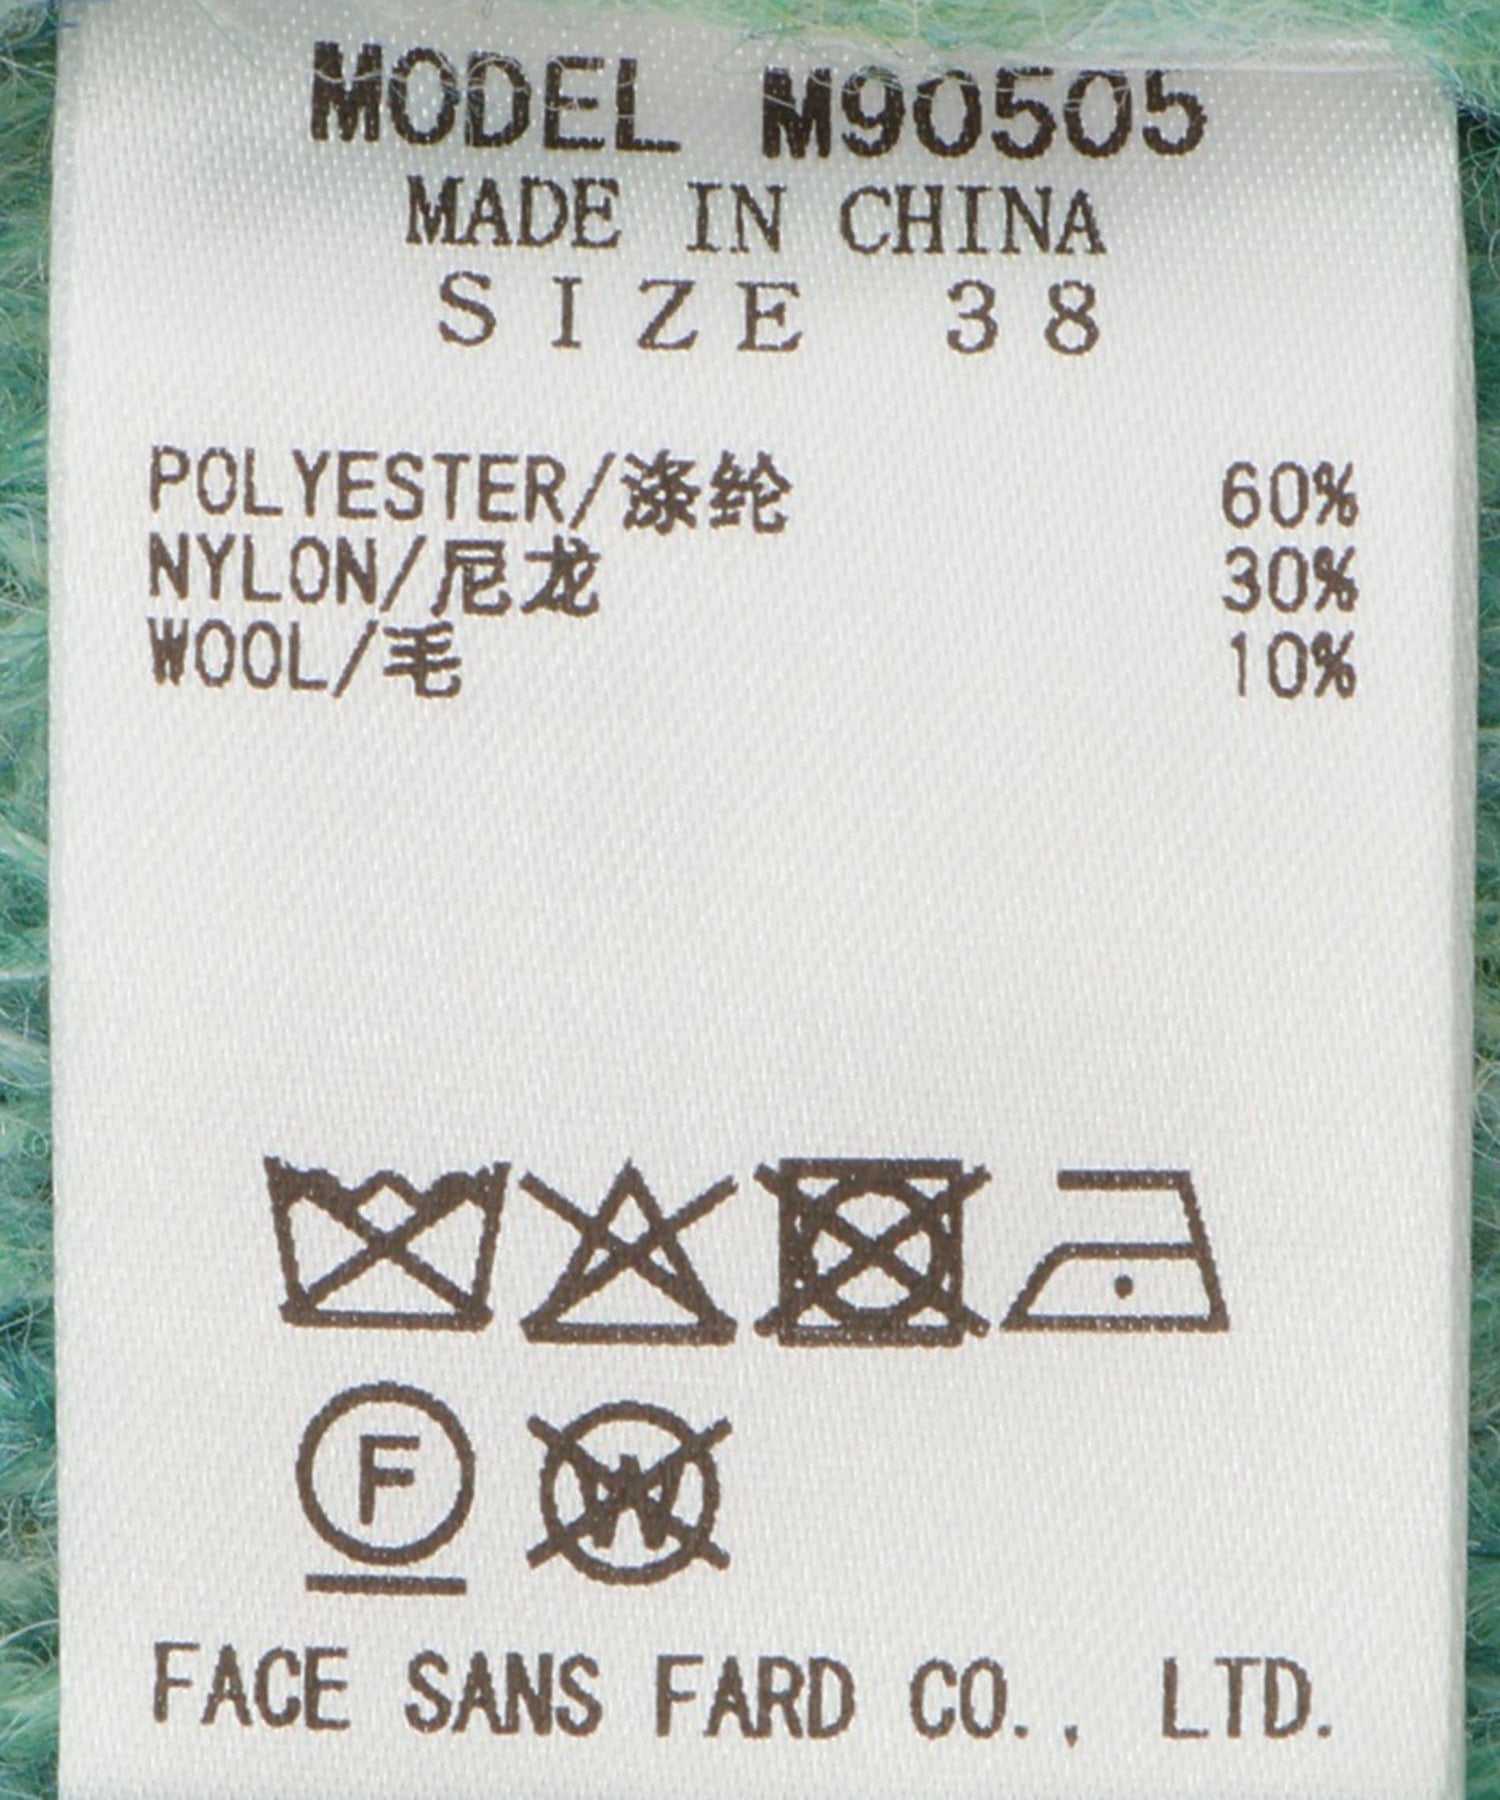 MODEL M90505
MADE IN CHINA
SIZE 38
POLYESTER/涤纶 60%
NYLON/尼龙 30%
WOOL/毛 10%
F W
FACE SANS FARD CO., LTD.